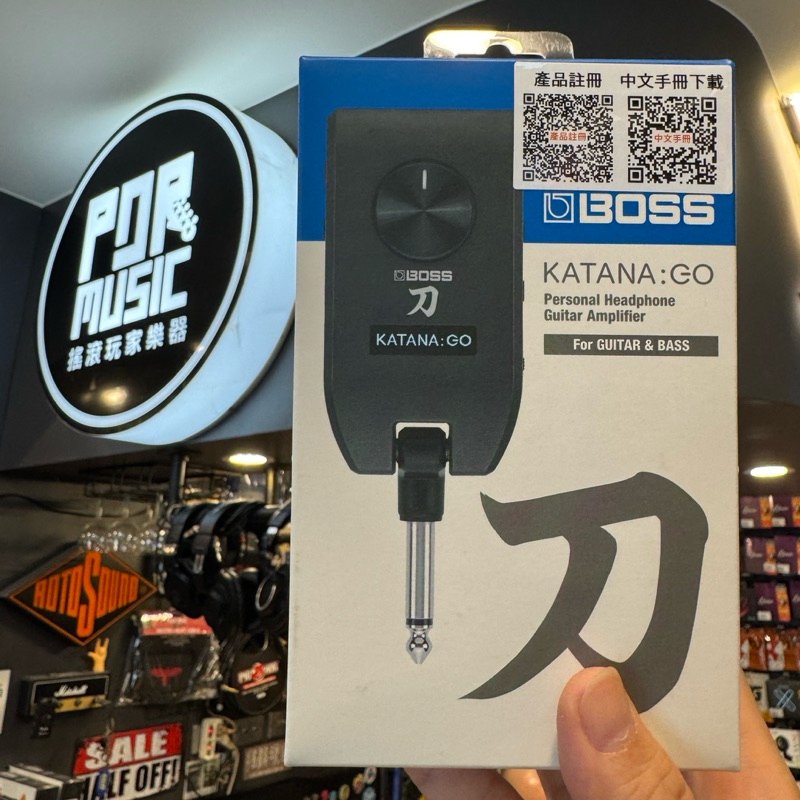 產品註冊 中文手冊下載
產品註冊 中文手冊
BOSS
KATANA:GO
Personal Headphone
Guitar Amplifier
For GUITAR & BASS
BOSS
刀
KATANA:GO
刀
POP
MUSIC
搖滾玩家樂器
ROTOSOUND
Marshall
SALE
HALF OFF!